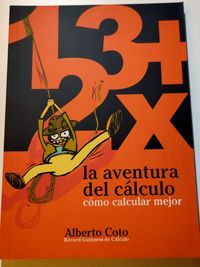 123+
x
la aventura
del cálculo
cómo calcular mejor
Alberto Coto
Récord Guinness de Cálculo